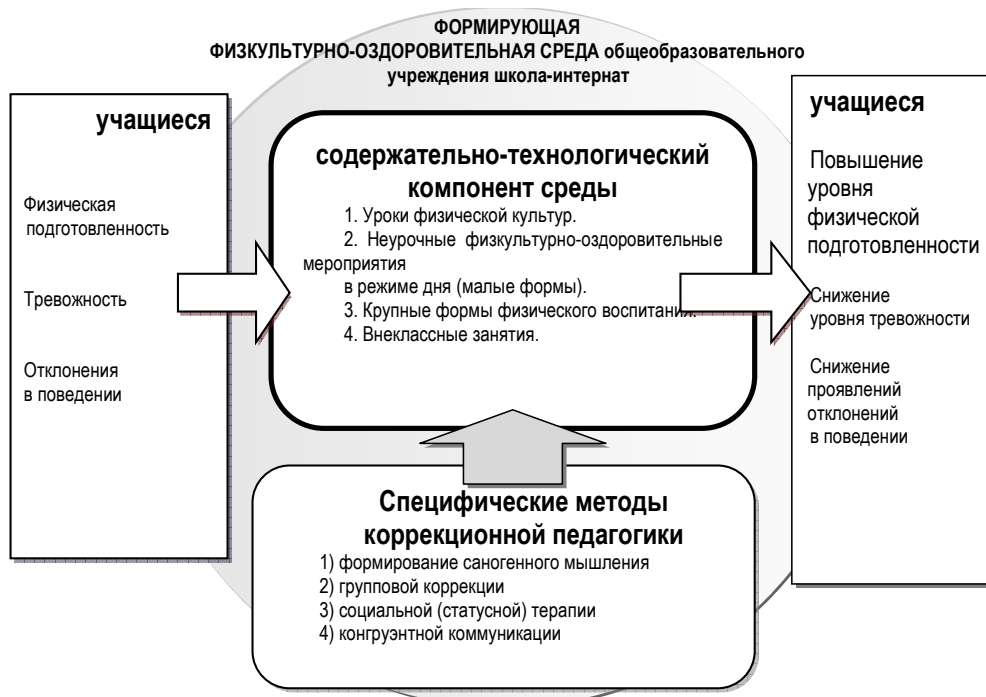 ФОРМИРУЮЩАЯ
ФИЗКУЛЬТУРНО-ОЗДОРОВИТЕЛЬНАЯ СРЕДА общеобразовательного
учреждения школа-интернат
учащиеся
Физическая
подготовленность
Тревожность
Отклонения
в поведении
содержательно-технологический
компонент среды
1. Уроки физической культур.
2. Неурочные физкультурно-оздоровительные
мероприятия
в режиме дня (малые формы).
3. Крупные формы физического воспитания.
4. Внеклассные занятия.
Специфические методы
коррекционной педагогики
1) формирование саногенного мышления
2) групповой коррекции
3) социальной (статусной) терапии
4) конгруэнтной коммуникации
учащиеся
Повышение
уровня
физической
подготовленности
Снижение
уровня тревожности
Снижение
проявлений
отклонений
в поведении